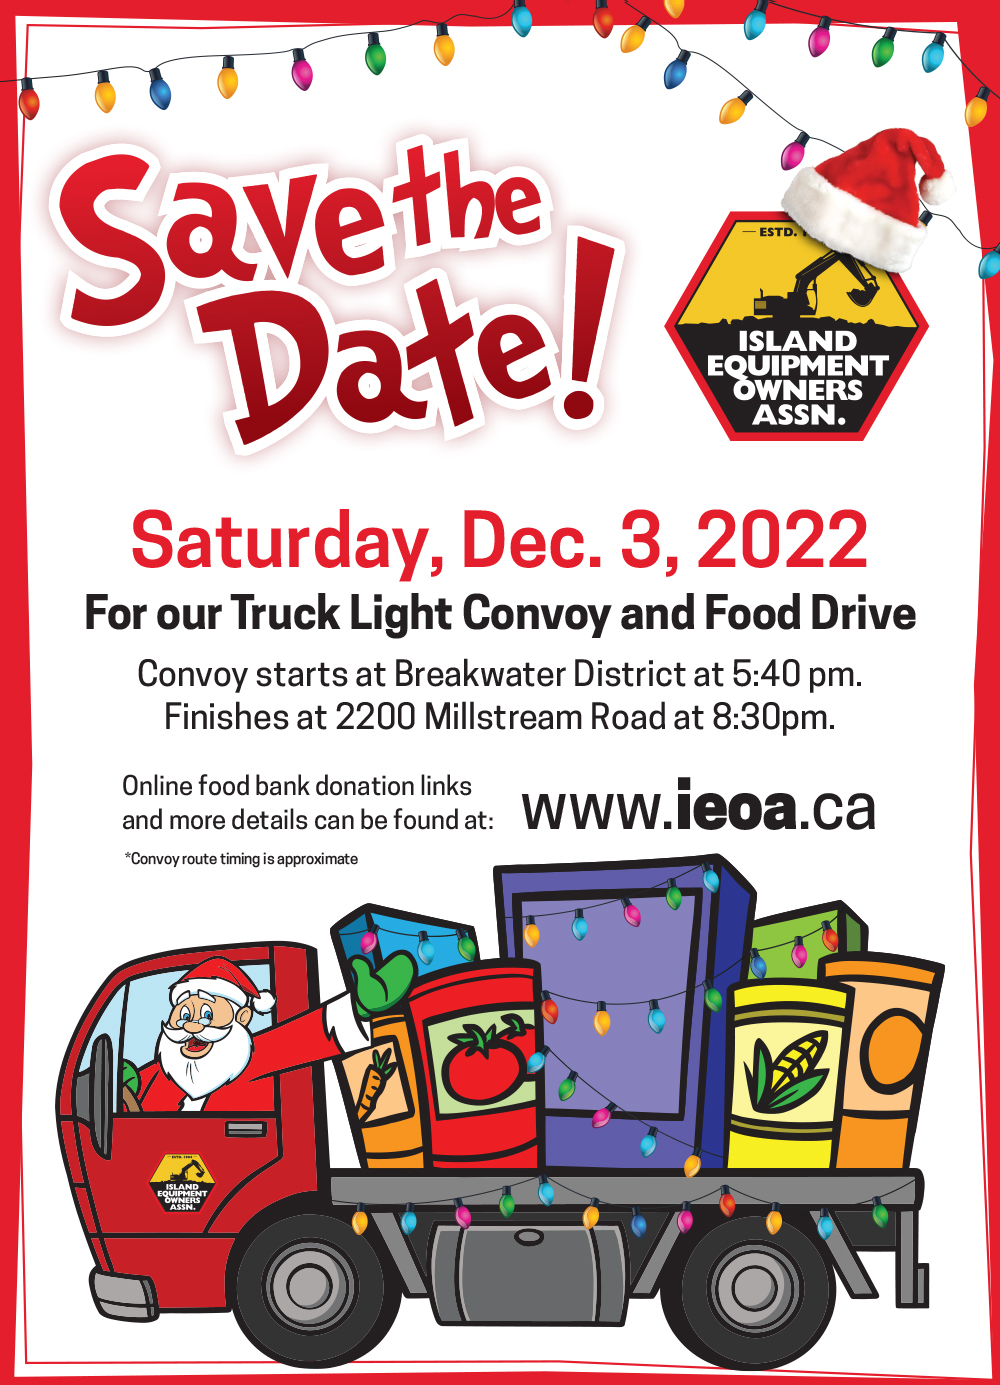 Save the
Date!
ESTD.
ISLAND
EQUIPMENT
OWNERS
ASSN.
Saturday, Dec. 3, 2022
For our Truck Light Convoy and Food Drive
Convoy starts at Breakwater District at 5:40 pm.
Finishes at 2200 Millstream Road at 8:30pm.
Online food bank donation links
and more details can be found at:
www.ieoa.ca
*Convoy route timing is approximate
ISLAND
EQUIPMENT
OWNERS
ASSN.